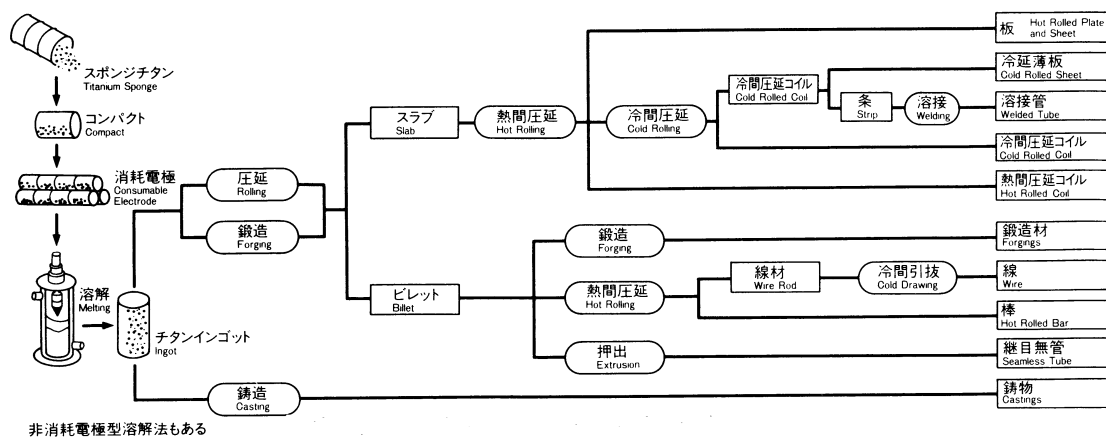 スポンジチタン
Titanium Sponge
コンパクト
Compact
消耗電極
Consumable
Electrode
溶解
Melting
チタンインゴット
Ingot
圧延
Rolling
鍛造
Forging
鋳造
Casting
スラブ
Slab
熱間圧延
Hot Rolling
冷間圧延
Cold Rolling
冷間圧延コイル
Cold Rolled Coil
条
Strip
溶接
Welding
板 Hot Rolled Plate
and Sheet
冷延薄板
Cold Rolled Sheet
溶接管
Welded Tube
冷間圧延コイル
Cold Rolled Coil
熱間圧延コイル
Hot Rolled Coil
ビレット
Billet
鍛造
Forging
熱間圧延
Hot Rolling
押出
Extrusion
線材
Wire Rod
冷間引抜
Cold Drawing
鍛造材
Forgings
線
Wire
棒
Hot Rolled Bar
継目無管
Seamless Tube
鋳物
Castings
非消耗電極型溶解法もある